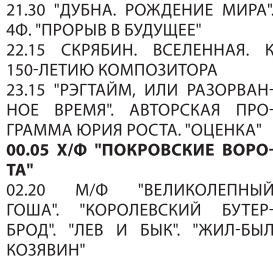 21.30 "ДУБНА. РОЖДЕНИЕ МИРА".
4Ф. "ПРОРЫВ В БУДУЩЕЕ"
22.15 СКРЯБИН. ВСЕЛЕННАЯ. К
150-ЛЕТИЮ КОМПОЗИТОРА
23.15 "РЭГТАЙМ, ИЛИ РАЗОРВАН-
НОЕ ВРЕМЯ". АВТОРСКАЯ ПРО-
ГРАММА ЮРИЯ РОСТА. "ОЦЕНКА"
00.05 Х/Ф "ПОКРОВСКИЕ ВОРО-
ТА"
02.20 М/Ф "ВЕЛИКОЛЕПНЫЙ
ГОША". "КОРОЛЕВСКИЙ БУТЕР-
БРОД". "ЛЕВ И БЫК". "ЖИЛ-БЫЛ
КОЗЯВИН"